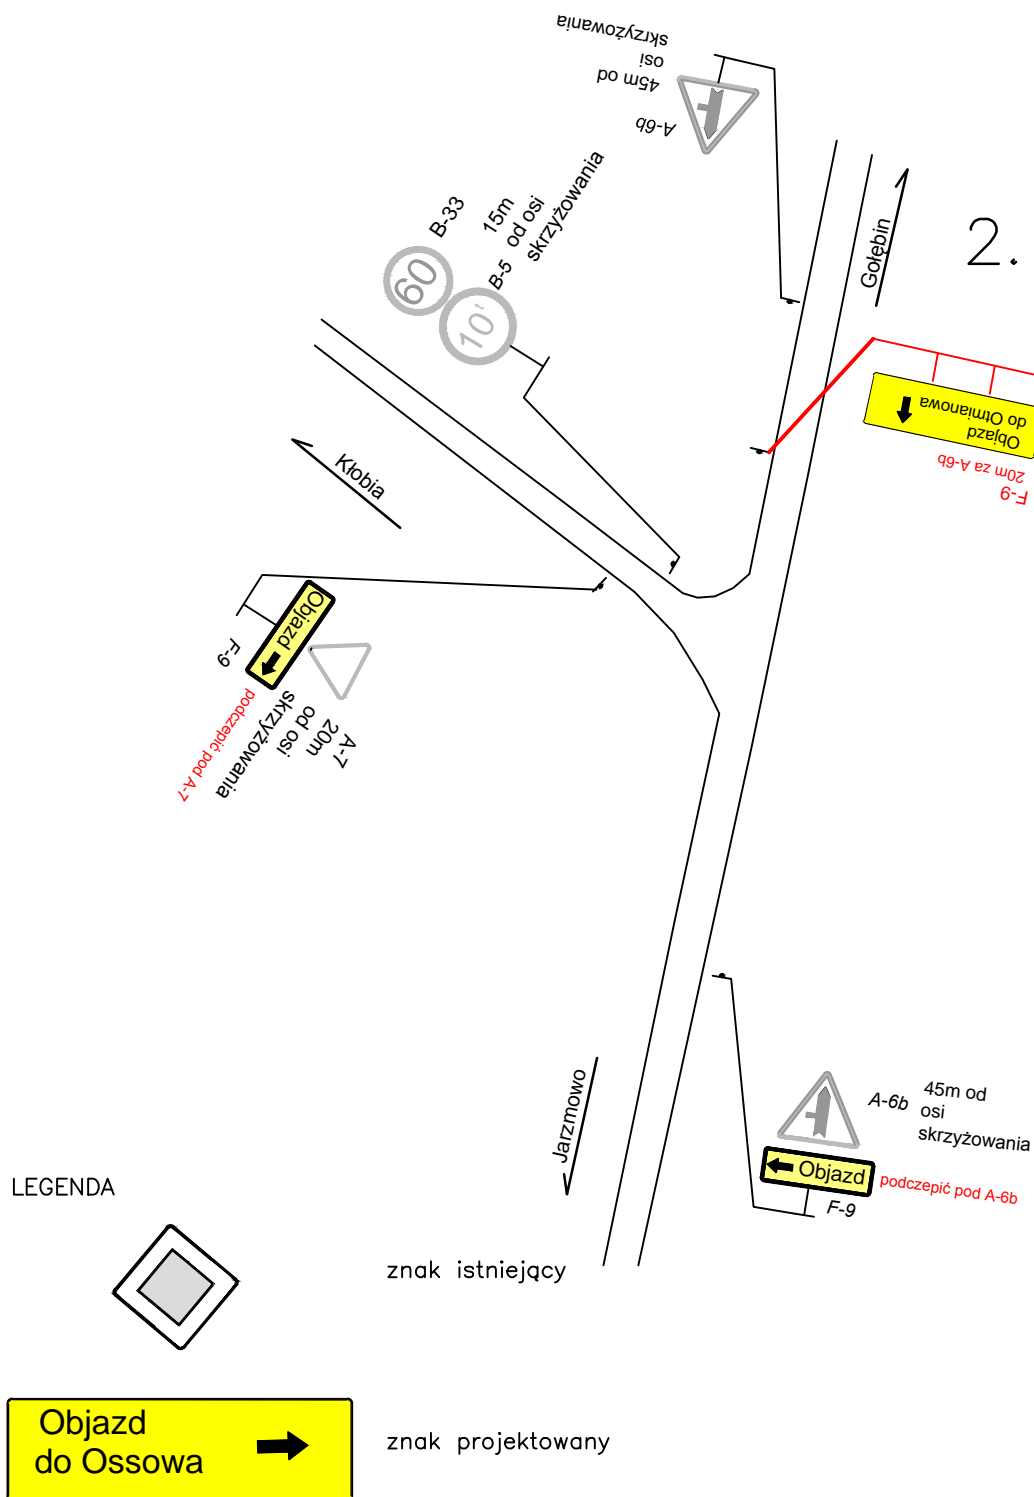 A-6b
45m od
osi
skrzyżowania
B-33
60
B-5
10t
15m
od osi
skrzyżowania
Gołębin
2.
Objazd
do Otmianowa
F-9
20m za A-6b
Kłobia
Objazd
F-9
podczepić pod A-7
A-7
20m
od osi
skrzyżowania
Jarzmowo
A-6b
45m od
osi
skrzyżowania
Objazd
podczepić pod A-6b
F-9
LEGENDA
znak istniejący
Objazd
do Ossowa
znak projektowany